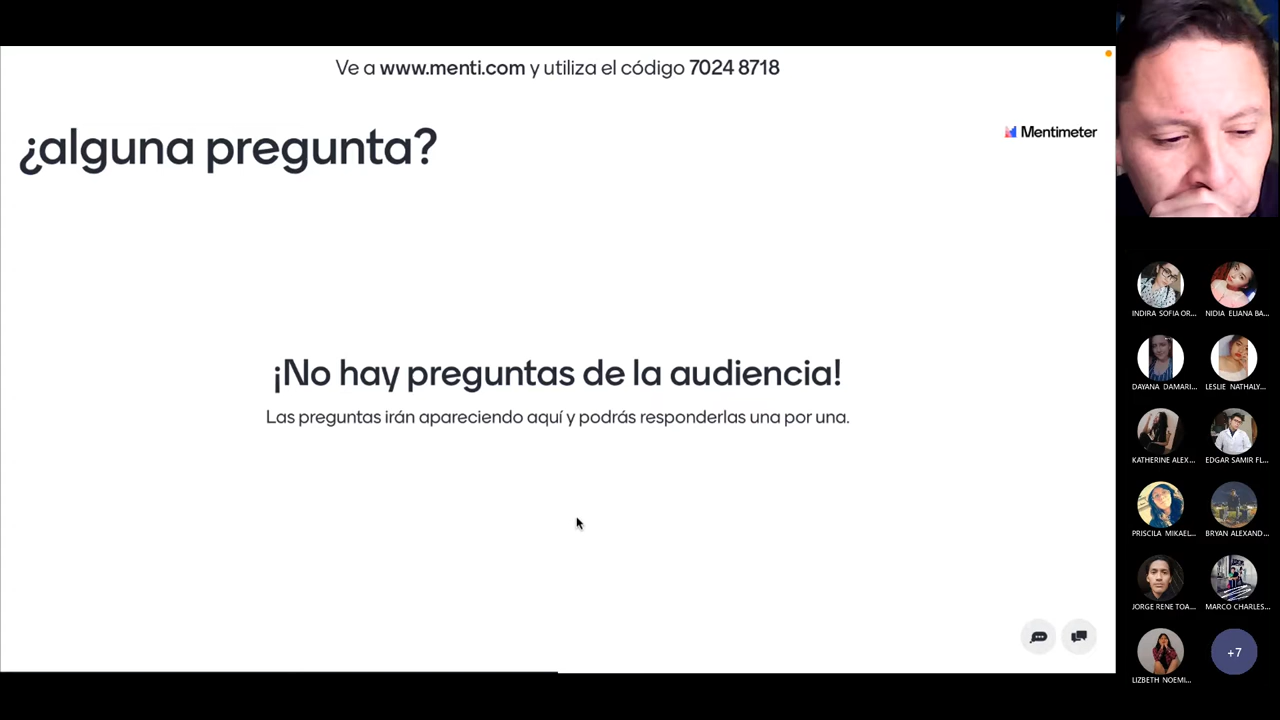 Ve a www.menti.com y utiliza el código 7024 8718
¿alguna pregunta?
Mentimeter
¡No hay preguntas de la audiencia!
Las preguntas irán apareciendo aquí y podrás responderlas una por una.
INDIRA SOFIA OR...
NIDIA ELIANA BA...
DAYANA DAMARI...
LESLIE NATHALY...
KATHERINE ALEX...
EDGAR SAMIR FL...
PRISCILA MIKAEL...
BRYAN ALEXAND...
JORGE RENE TOA...
MARCO CHARLES...
LIZBETH NOEMI...
+7